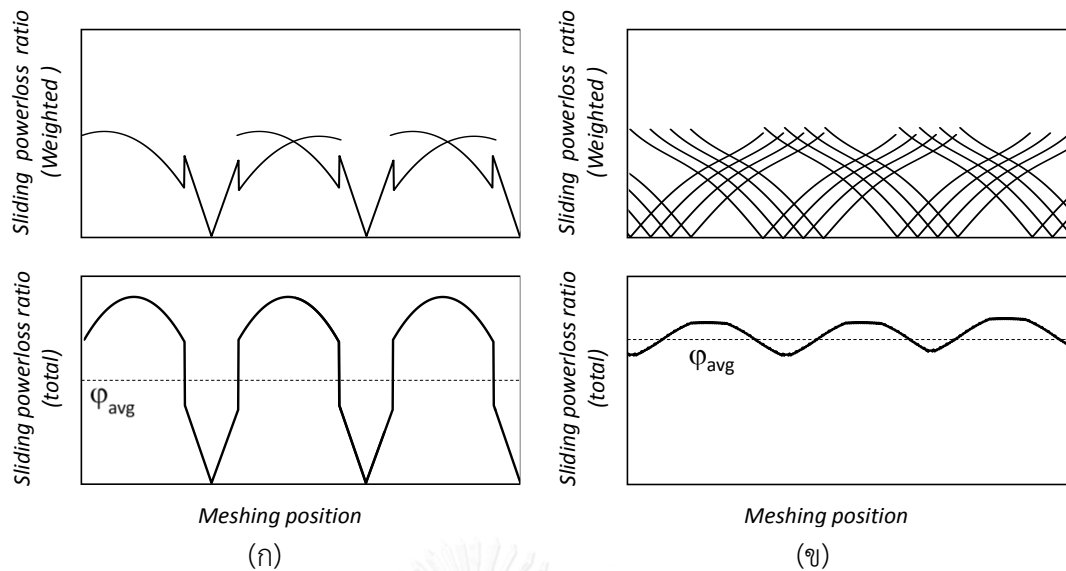 Sliding powerloss ratio
(Weighted )
Sliding powerloss ratio
(Weighted )
Sliding powerloss ratio
(total)
φavg
Sliding powerloss ratio
(total)
φavg
Meshing position
Meshing position
(ก)
(ข)